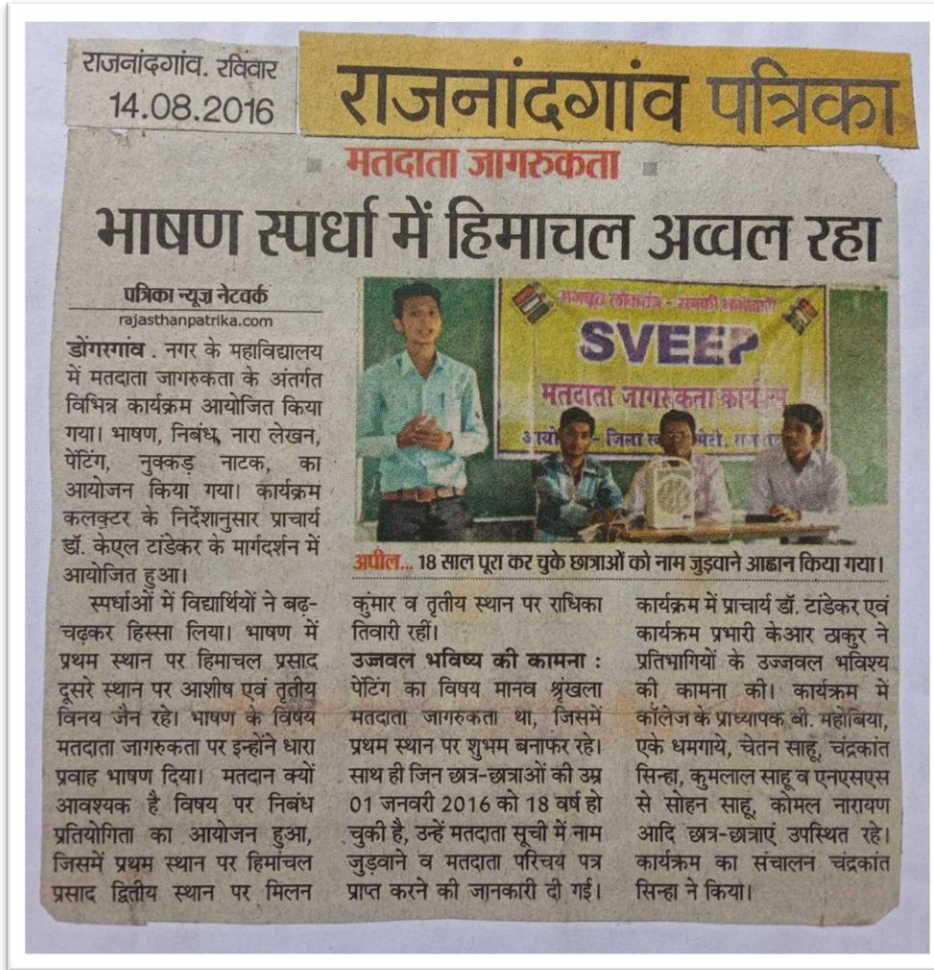 राजनांदगांव. रविवार
14.08.2016
राजनांदगांव पत्रिका
मतदाता जागरुकता
भाषण स्पर्धा में हिमाचल अव्वल रहा
पत्रिका न्यूज़ नेटवर्क
rajasthanpatrika.com
डोंगरगांव . नगर के महाविद्यालय
में मतदाता जागरुकता के अंतर्गत
विभिन्न कार्यक्रम आयोजित किया
गया। भाषण, निबंध, नारा लेखन,
पेंटिंग, नुक्कड़ नाटक, का
आयोजन किया गया। कार्यक्रम
कलक्टर के निर्देशानुसार प्राचार्य
डॉ. केएल टांडेकर के मार्गदर्शन में
आयोजित हुआ।
स्पर्धाओं में विद्यार्थियों ने बढ़-
चढ़कर हिस्सा लिया। भाषण में
प्रथम स्थान पर हिमाचल प्रसाद
दूसरे स्थान पर आशीष एवं तृतीय
विनय जैन रहे। भाषण के विषय
मतदाता जागरुकता पर इन्होंने धारा
प्रवाह भाषण दिया। मतदान क्यों
आवश्यक है विषय पर निबंध
प्रतियोगिता का आयोजन हुआ,
जिसमें प्रथम स्थान पर हिमांचल
प्रसाद द्वितीय स्थान पर मिलन
मजबूत लोकतंत्र - सबकी भागीदारी
SVEEP
मतदाता जागरुकता कार्यक्रम
जिला
अपील... 18 साल पूरा कर चुके छात्राओं को नाम जुड़वाने आह्वान किया गया।
कुमार व तृतीय स्थान पर राधिका
तिवारी रहीं।
उज्जवल भविष्य की कामना :
पेंटिंग का विषय मानव श्रृंखला
मतदाता जागरुकता था, जिसमें
प्रथम स्थान पर शुभम बनाफर रहे।
साथ ही जिन छात्र-छात्राओं की उम्र
01 जनवरी 2016 को 18 वर्ष हो
चुकी है, उन्हें मतदाता सूची में नाम
जुड़वाने व मतदाता परिचय पत्र
प्राप्त करने की जानकारी दी गई।
कार्यक्रम में प्राचार्य डॉ. टांडेकर एवं
कार्यक्रम प्रभारी केआर ठाकुर ने
प्रतिभागियों के उज्जवल भविश्य
की कामना की। कार्यक्रम में
कॉलेज के प्राध्यापक बी. महोबिया,
एके धमगाये, चेतन साहू, चंद्रकांत
सिन्हा, कुमलाल साहू व एनएसएस
से सोहन साहू, कोमल नारायण
आदि छात्र-छात्राएं उपस्थित रहे।
कार्यक्रम का संचालन चंद्रकांत
सिन्हा ने किया।